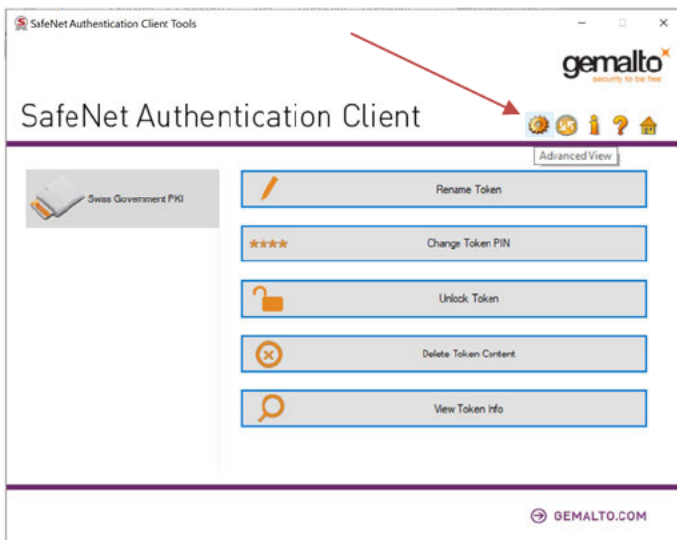 SafeNet Authentication Client Tools
gemalto
security to be free
SafeNet Authentication Client
Advanced View
Swiss Government PKI
Rename Token
**** Change Token PIN
Unlock Token
Delete Token Content
View Token Info
GEMALTO.COM